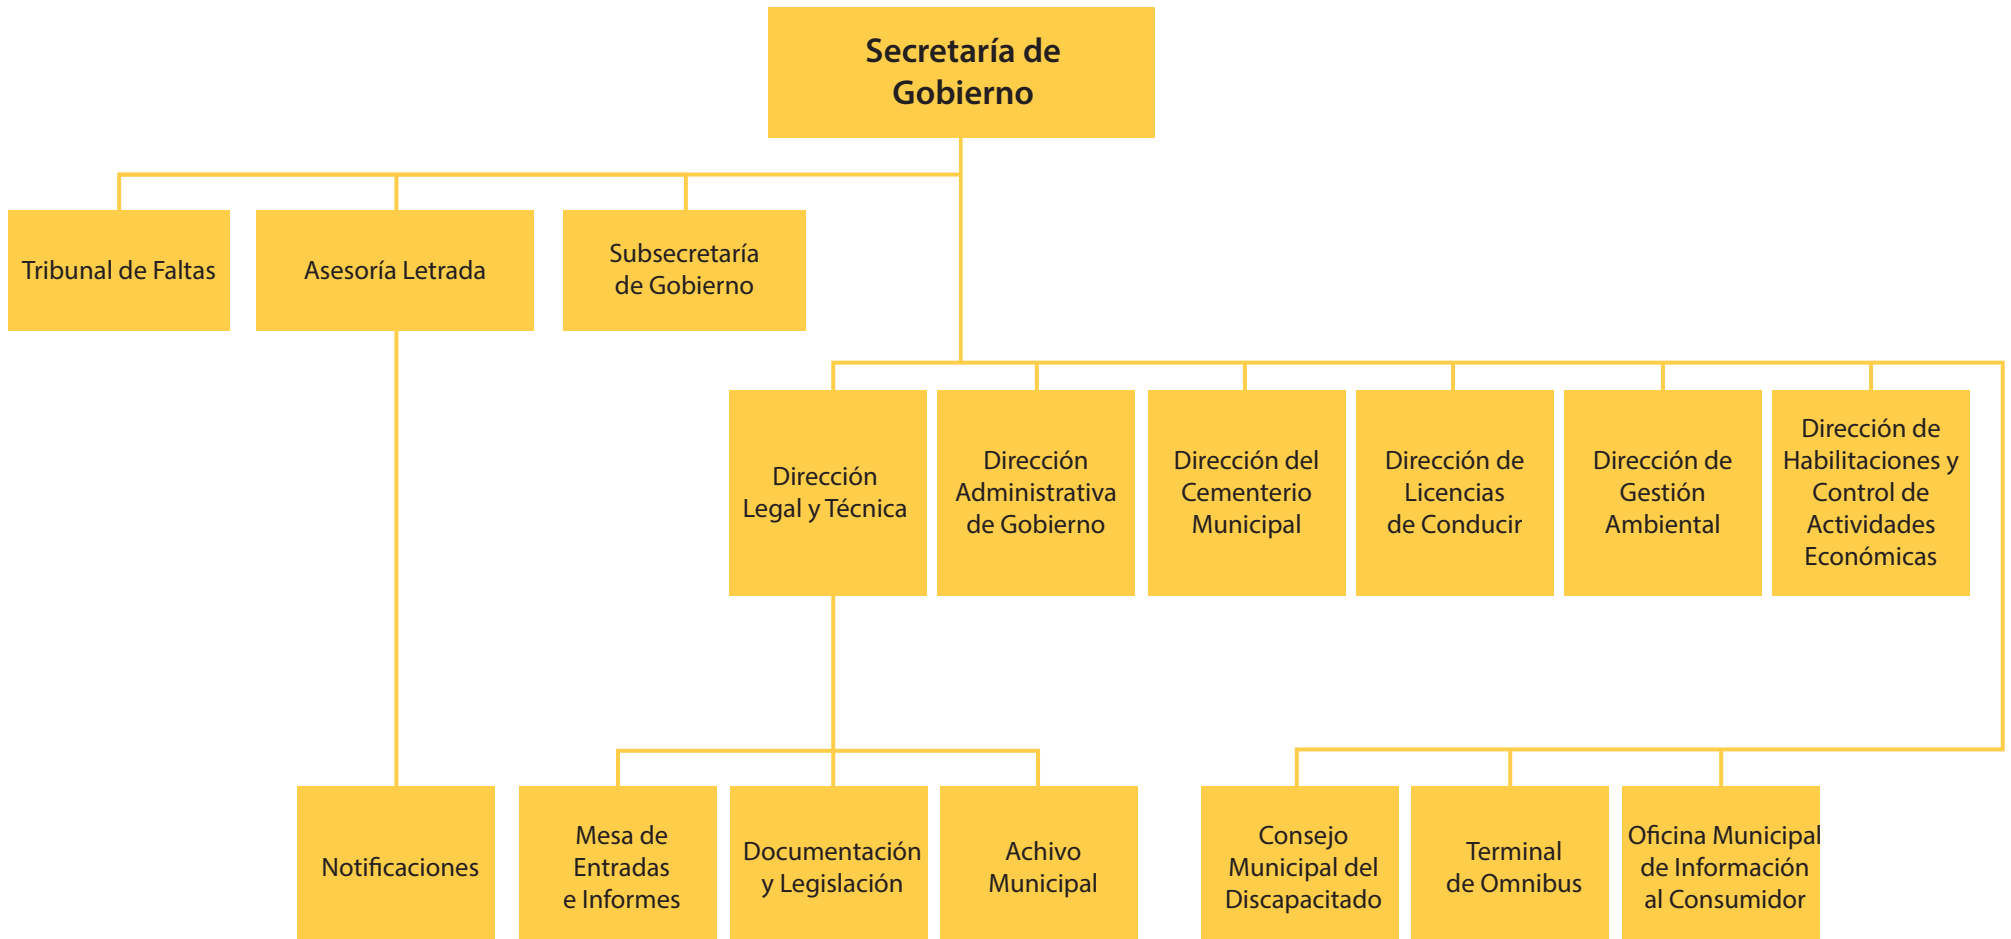 Secretaría de
Gobierno
Tribunal de Faltas
Asesoría Letrada
Subsecretaría
de Gobierno
Dirección
Legal y Técnica
Dirección
Administrativa
de Gobierno
Dirección del
Cementerio
Municipal
Dirección de
Licencias
de Conducir
Dirección de
Gestión
Ambiental
Dirección de
Habilitaciones y
Control de
Actividades
Económicas
Notificaciones
Mesa de
Entradas
e Informes
Documentación
y Legislación
Achivo
Municipal
Consejo
Municipal del
Discapacitado
Terminal
de Omnibus
Oficina Municipal
de Información
al Consumidor